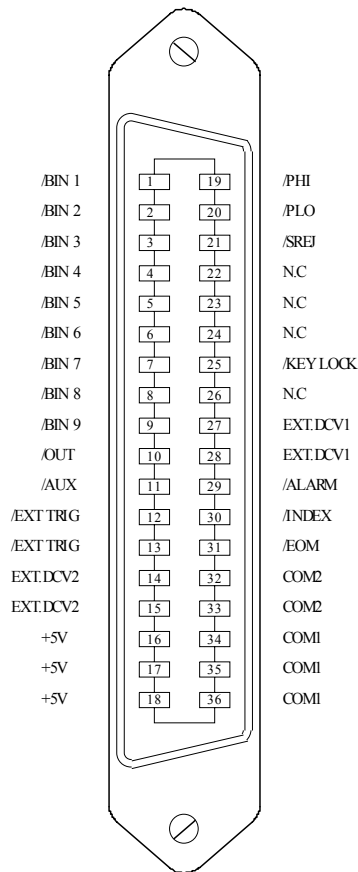 /BIN 1 1 19 /PHI
/BIN 2 2 20 /PLO
/BIN 3 3 21 /SREJ
/BIN 4 4 22 N.C
/BIN 5 5 23 N.C
/BIN 6 6 24 N.C
/BIN 7 7 25 /KEY LOCK
/BIN 8 8 26 N.C
/BIN 9 9 27 EXT.DCV1
/OUT 10 28 EXT.DCV1
/AUX 11 29 /ALARM
/EXT TRIG 12 30 /INDEX
/EXT TRIG 13 31 /EOM
EXT.DCV2 14 32 COM2
EXT.DCV2 15 33 COM2
+5V 16 34 COM1
+5V 17 35 COM1
+5V 18 36 COM1